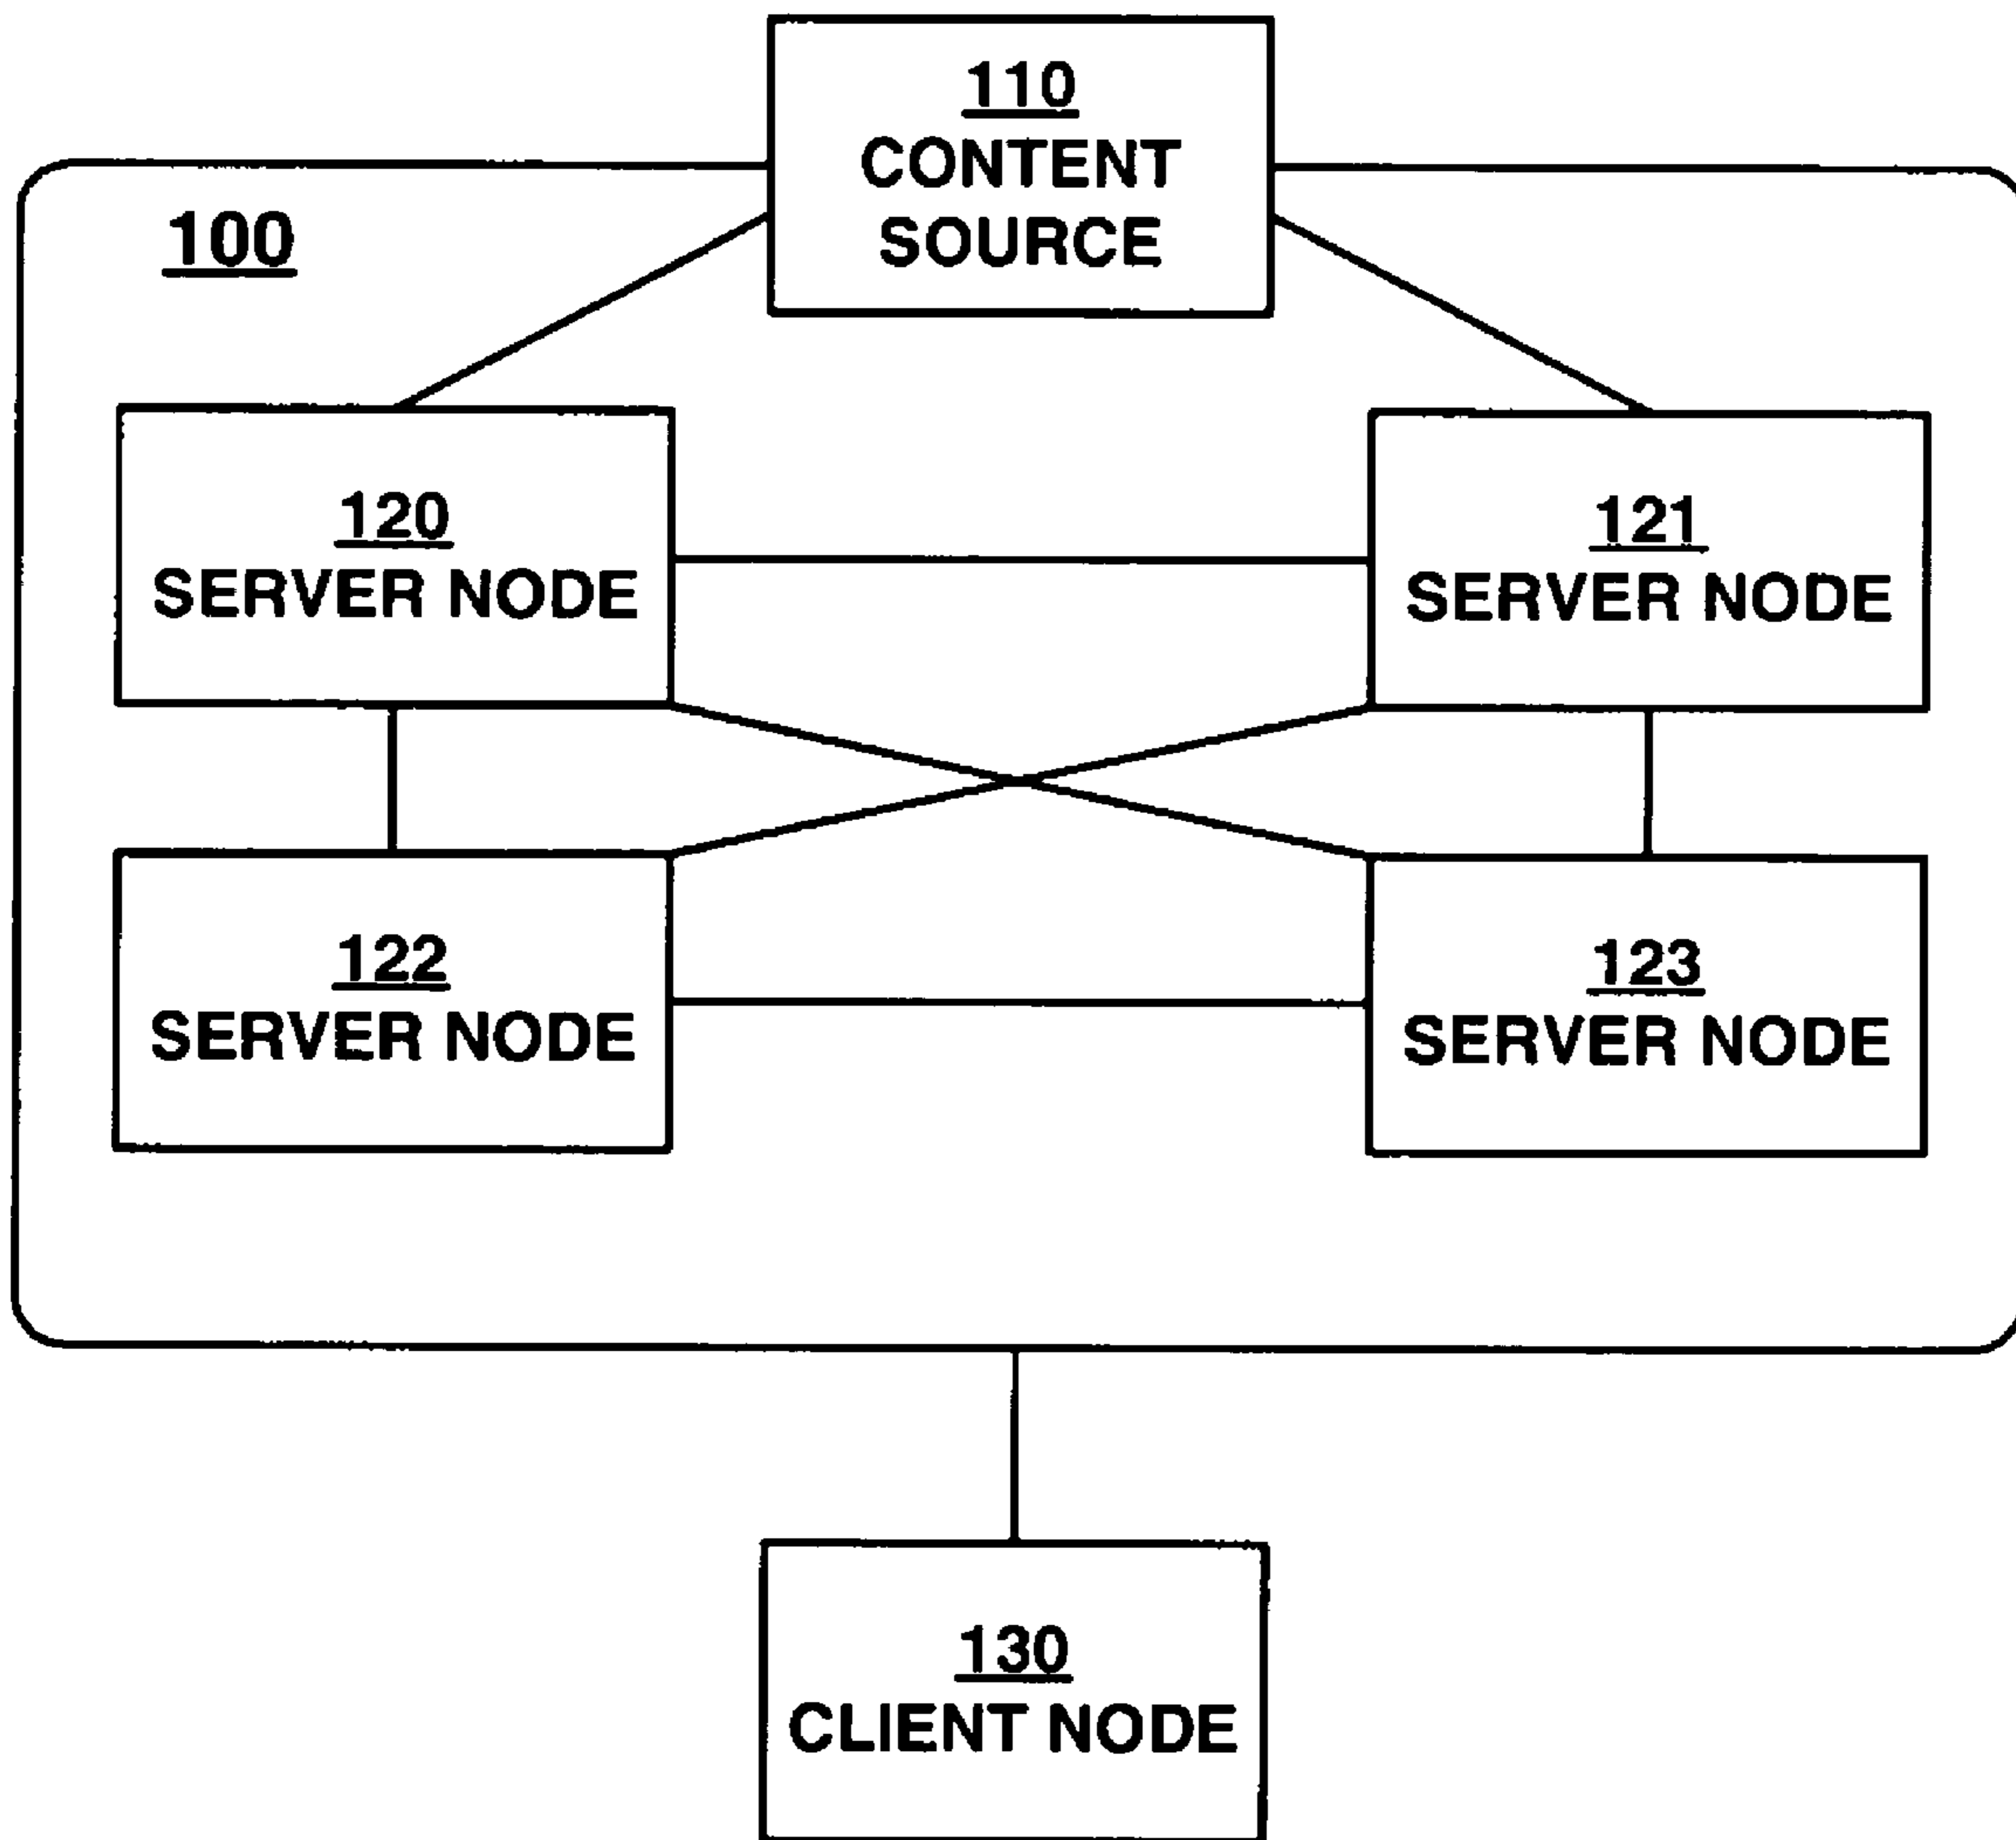 110
CONTENT
SOURCE
100
120
SERVER NODE
121
SERVER NODE
122
SERVER NODE
123
SERVER NODE
130
CLIENT NODE